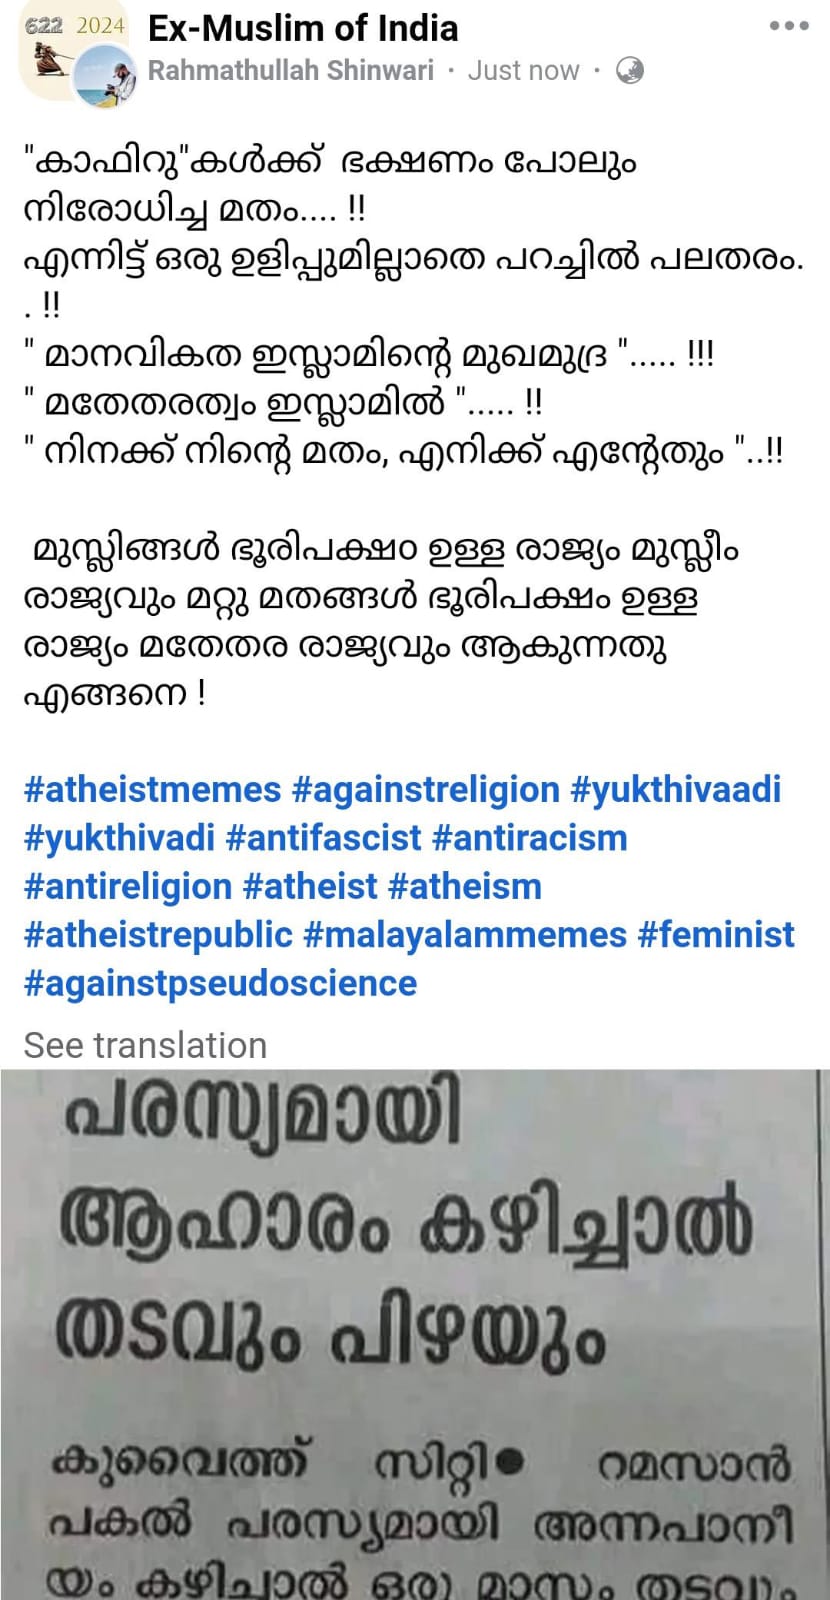 622 2024
Ex-Muslim of India
Rahmathullah Shinwari · Just now ·
"കാഫിറു"കൾക്ക് ഭക്ഷണം പോലും
നിരോധിച്ച മതം.... !!
എന്നിട്ട് ഒരു ഉളിപ്പുമില്ലാതെ പറച്ചിൽ പലതരം.
. !!
" മാനവികത ഇസ്ലാമിന്റെ മുഖമുദ്ര "..... !!!
" മതേതരത്വം ഇസ്ലാമിൽ "..... !!
" നിനക്ക് നിന്റെ മതം, എനിക്ക് എന്റേതും "..!!
മുസ്ലിങ്ങൾ ഭൂരിപക്ഷം ഉള്ള രാജ്യം മുസ്ലീം
രാജ്യവും മറ്റു മതങ്ങൾ ഭൂരിപക്ഷം ഉള്ള
രാജ്യം മതേതര രാജ്യവും ആകുന്നതു
എങ്ങനെ !
#atheistmemes #againstreligion #yukthivaadi
#yukthivadi #antifascist #antiracism
#antireligion #atheist #atheism
#atheistrepublic #malayalammemes #feminist
#againstpseudoscience
See translation
പരസ്യമായി
ആഹാരം കഴിച്ചാൽ
തടവും പിഴയും
കുവൈത്ത് സിറ്റി● റമസാൻ
പകൽ പരസ്യമായി അന്നപാനീ
യം കഴിച്ചാൽ ഒരു മാസം തടവും